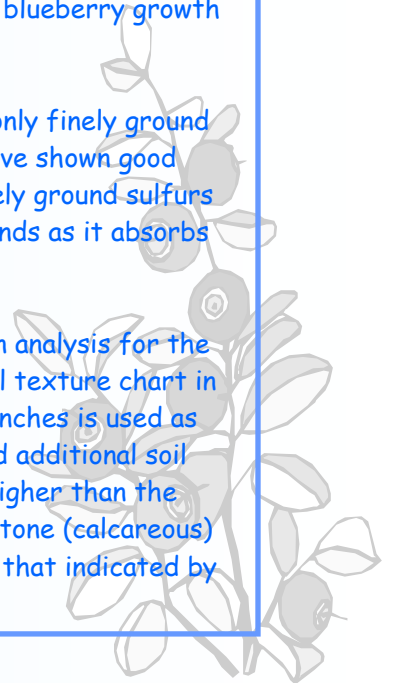 blueberry growth
only finely ground
ve shown good
ely ground sulfurs
nds as it absorbs
n analysis for the
l texture chart in
nches is used as
d additional soil
igher than the
tone (calcareous)
that indicated by